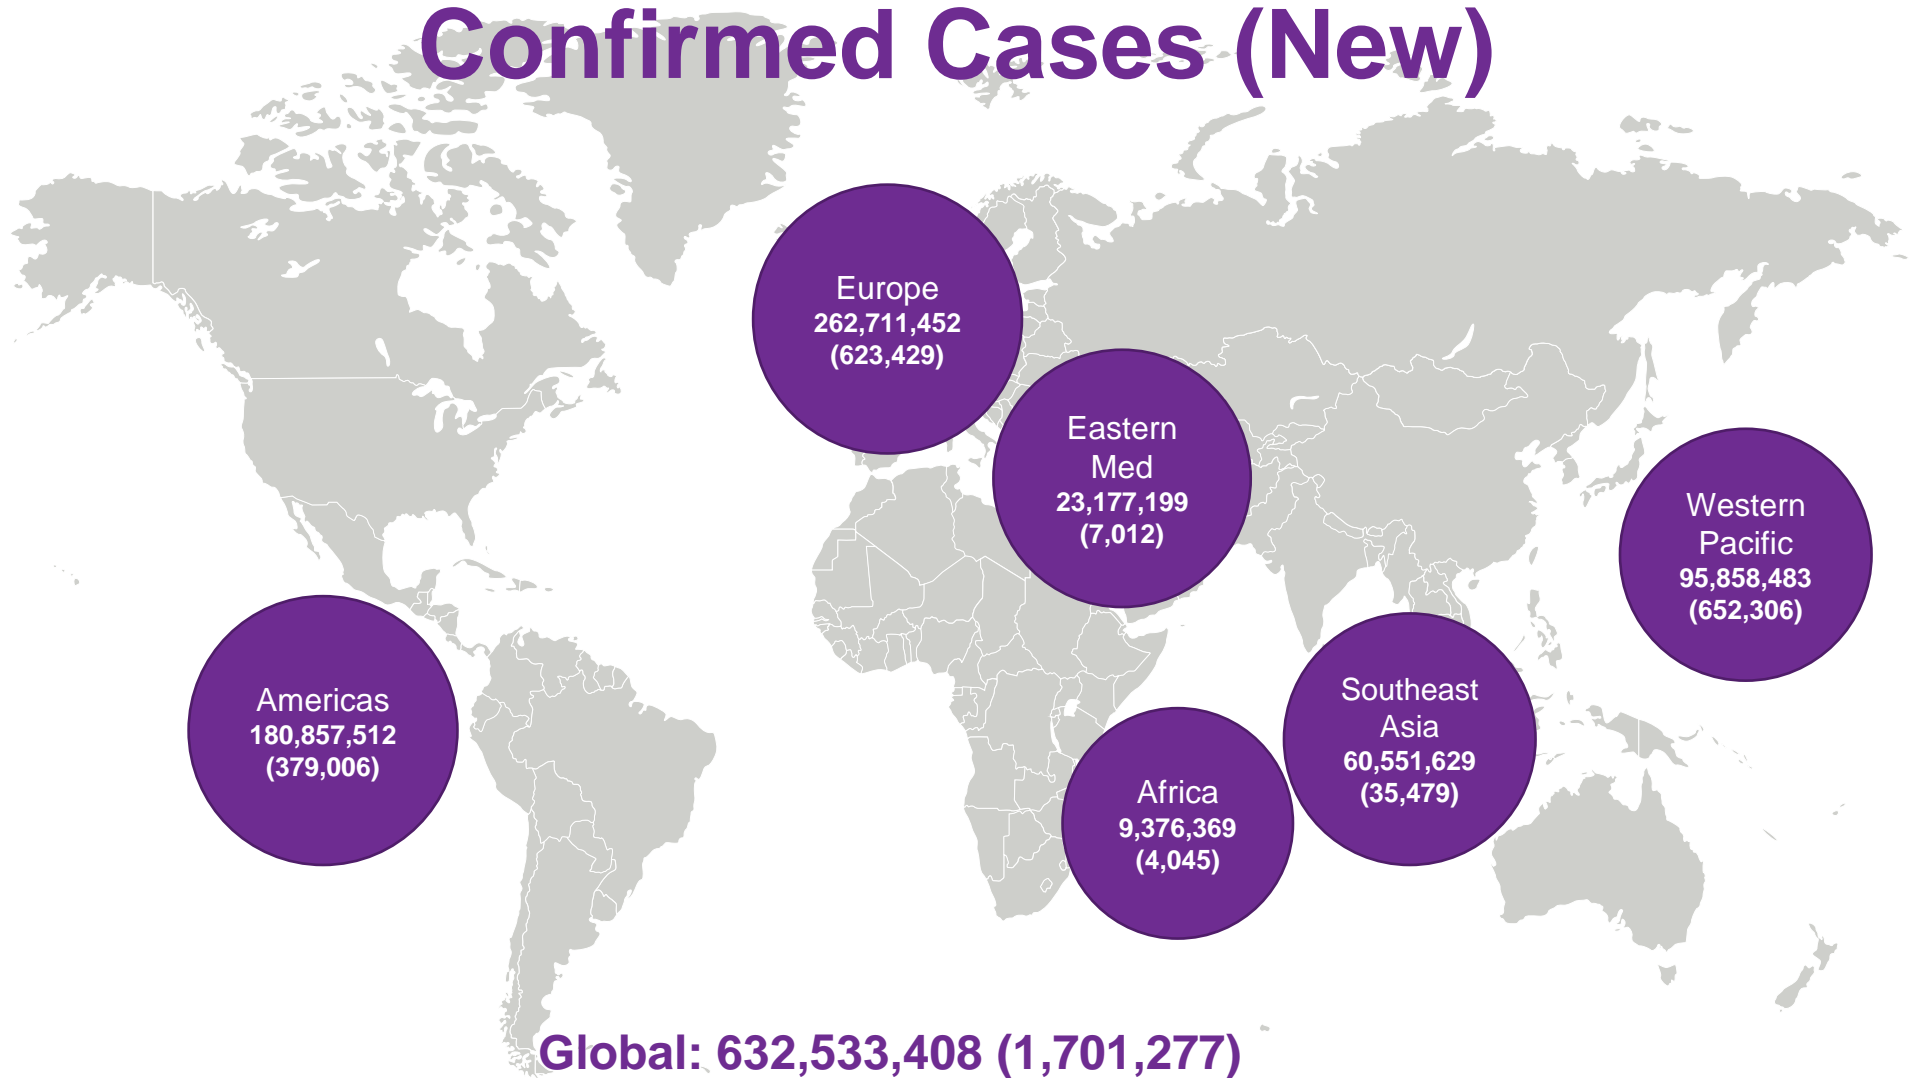 Confirmed Cases (New)
Europe
262,711,452
(623,429)
Eastern
Med
23,177,199
(7,012)
Western
Pacific
95,858,483
(652,306)
Americas
180,857,512
(379,006)
Southeast
Asia
60,551,629
(35,479)
Africa
9,376,369
(4,045)
Global: 632,533,408 (1,701,277)